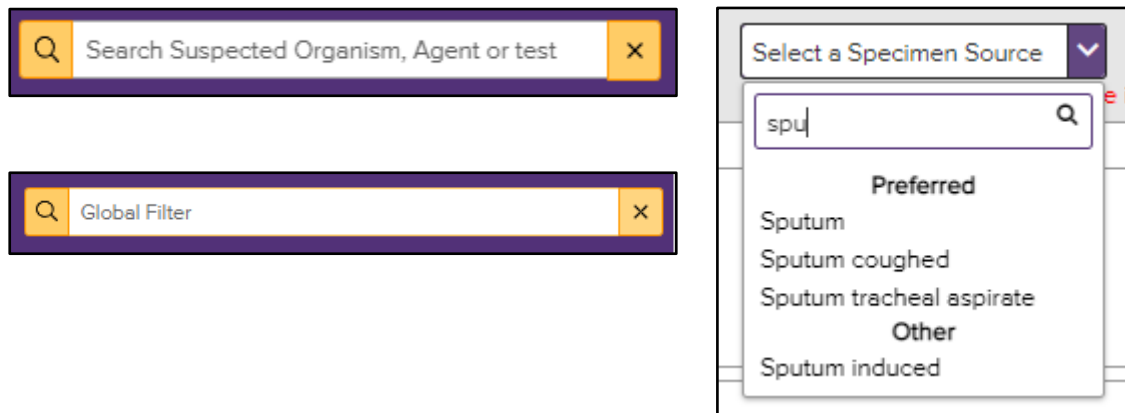 Search Suspected Organism, Agent or test
Global Filter
Select a Specimen Source
e
spu
Preferred
Sputum
Sputum coughed
Sputum tracheal aspirate
Other
Sputum induced